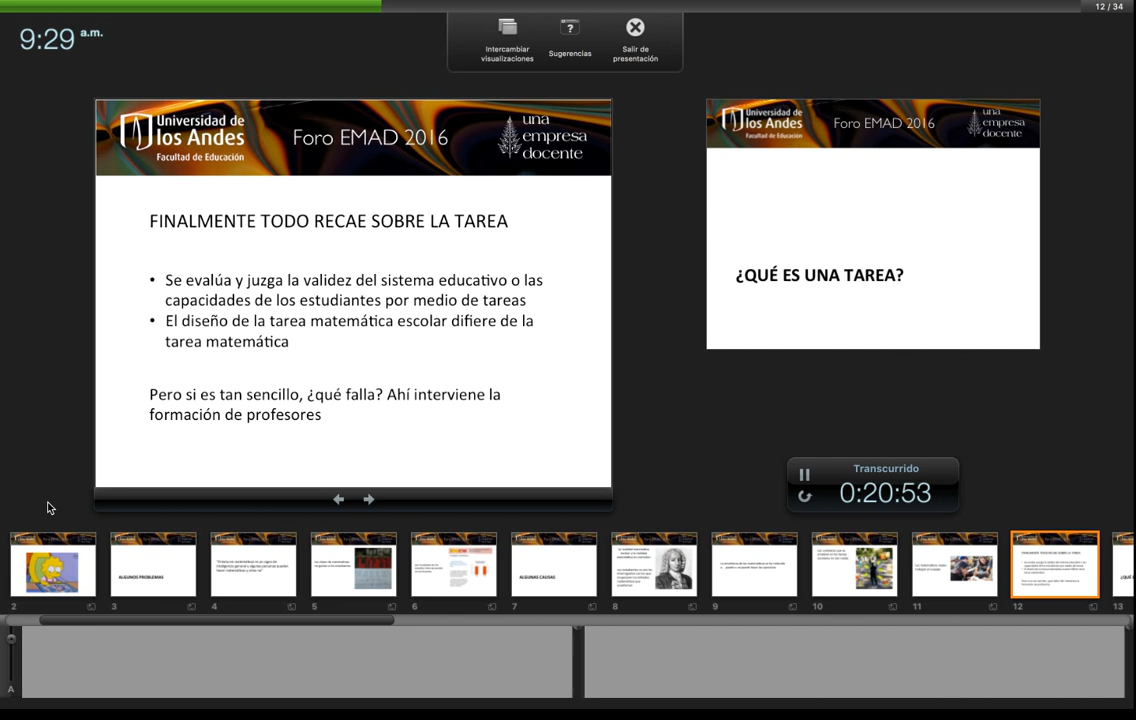 12 / 34
9:29 a.m.
Intercambiar
visualizaciones
Sugerencias
Salir de
presentación
Universidad de
los Andes
Facultad de Educación
Foro EMAD 2016
una
empresa
docente
FINALMENTE TODO RECAE SOBRE LA TAREA
• Se evalúa y juzga la validez del sistema educativo o las
capacidades de los estudiantes por medio de tareas
• El diseño de la tarea matemática escolar difiere de la
tarea matemática
Pero si es tan sencillo, ¿qué falla? Ahí interviene la
formación de profesores
Universidad de
los Andes
Facultad de Educación
Foro EMAD 2016
una
empresa
docente
¿QUÉ ES UNA TAREA?
Transcurrido
0:20:53
ALGUNOS PROBLEMAS
ALGUNAS CAUSAS
2
3
4
5
6
7
8
9
10
11
12
13
A